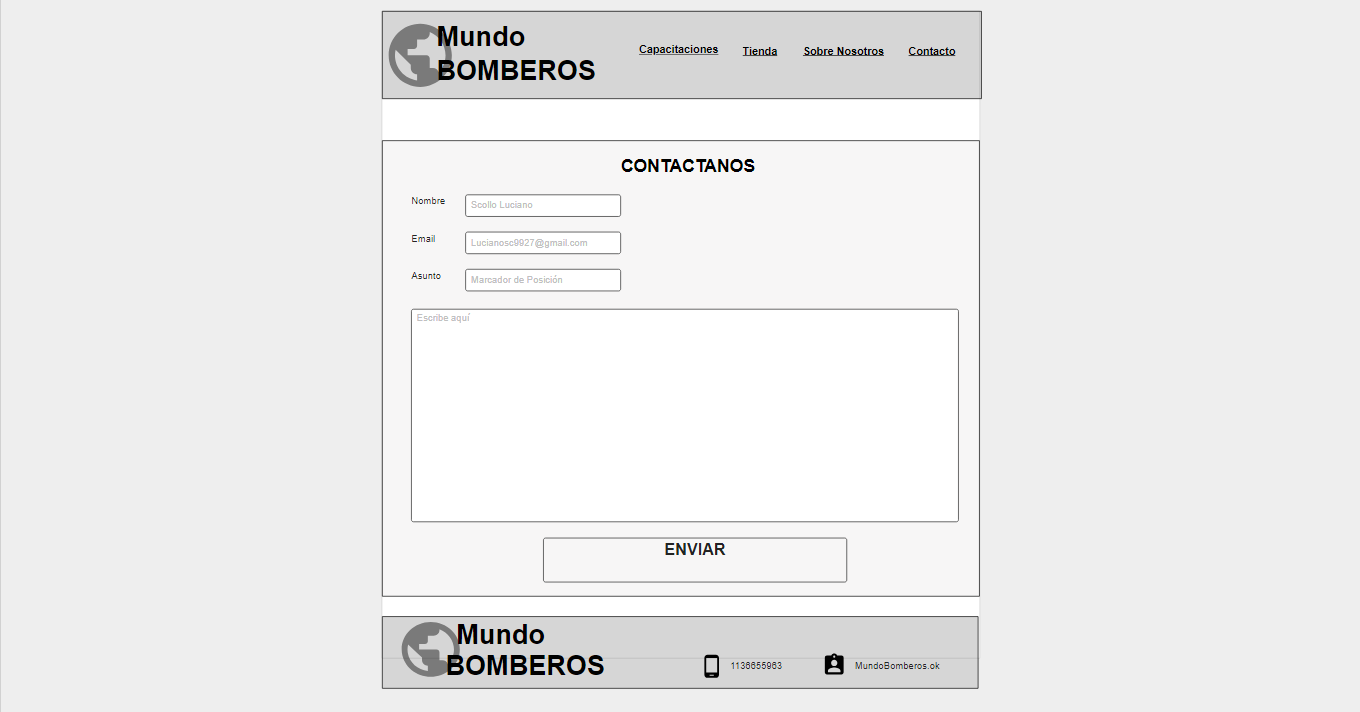 Mundo
BOMBEROS
Capacitaciones Tienda Sobre Nosotros Contacto
CONTACTANOS
Nombre Scollo Luciano
Email Lucianosc9927@gmail.com
Asunto Marcador de Posición
Escribe aquí
ENVIAR
Mundo
BOMBEROS
1136655963 MundoBomberos.ok